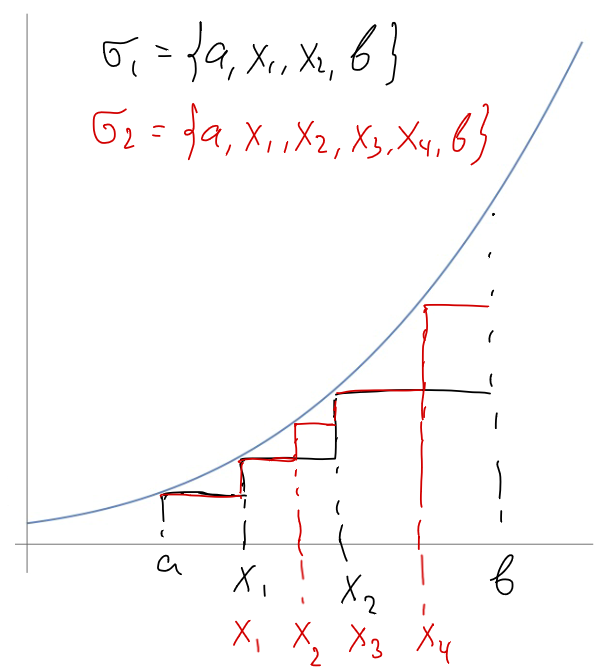 σ₁ = {a, x₁, x₂, b}
σ₂ = {a, x₁, x₂, x₃, x₄, b}
a x₁ x₂ b
x₁ x₂ x₃ x₄